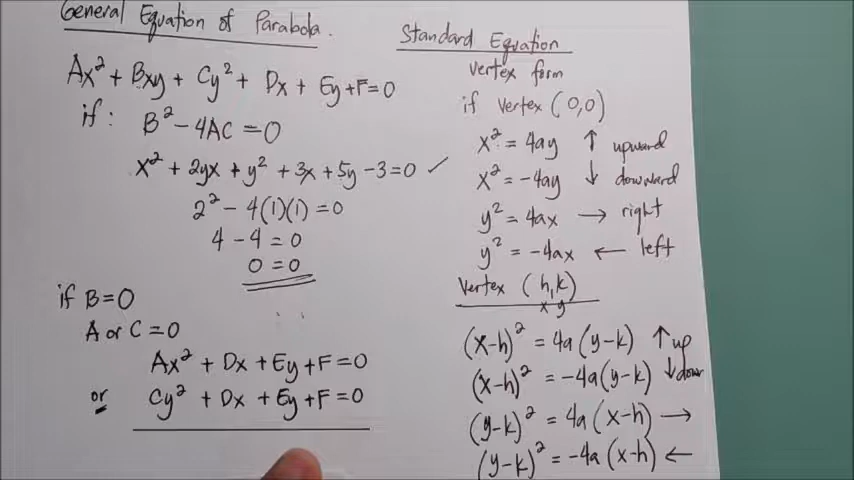 General Equation of Parabola.
Ax² + Bxy + Cy² + Dx + Ey + F = 0
if: B² - 4AC = 0
x² + 2yx + y² + 3x + 5y - 3 = 0 ✓
2² - 4(1)(1) = 0
4 - 4 = 0
0 = 0
if B = 0
A or C = 0
Ax² + Dx + Ey + F = 0
or Cy² + Dx + Ey + F = 0
Standard Equation
vertex form
if vertex (0,0)
x² = 4ay ↑ upward
x² = -4ay ↓ downward
y² = 4ax → right
y² = -4ax ← left
Vertex (h,k)
x y
(x-h)² = 4a(y-k) ↑ up
(x-h)² = -4a(y-k) ↓ down
(y-k)² = 4a(x-h) →
(y-k)² = -4a(x-h) ←